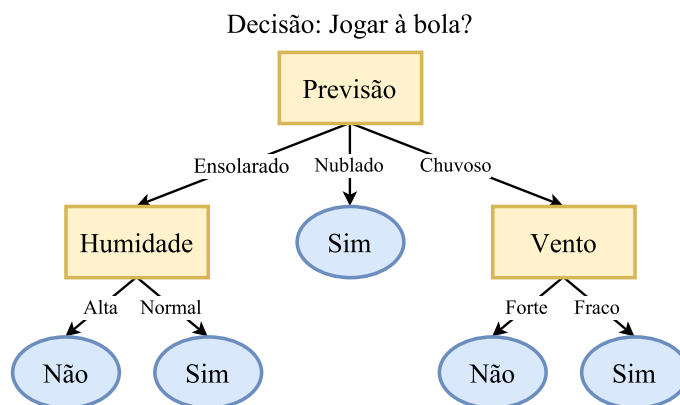 Decisão: Jogar à bola?
Previsão
Ensolarado Nublado Chuvoso
Humidade Sim Vento
Alta Normal Forte Fraco
Não Sim Não Sim